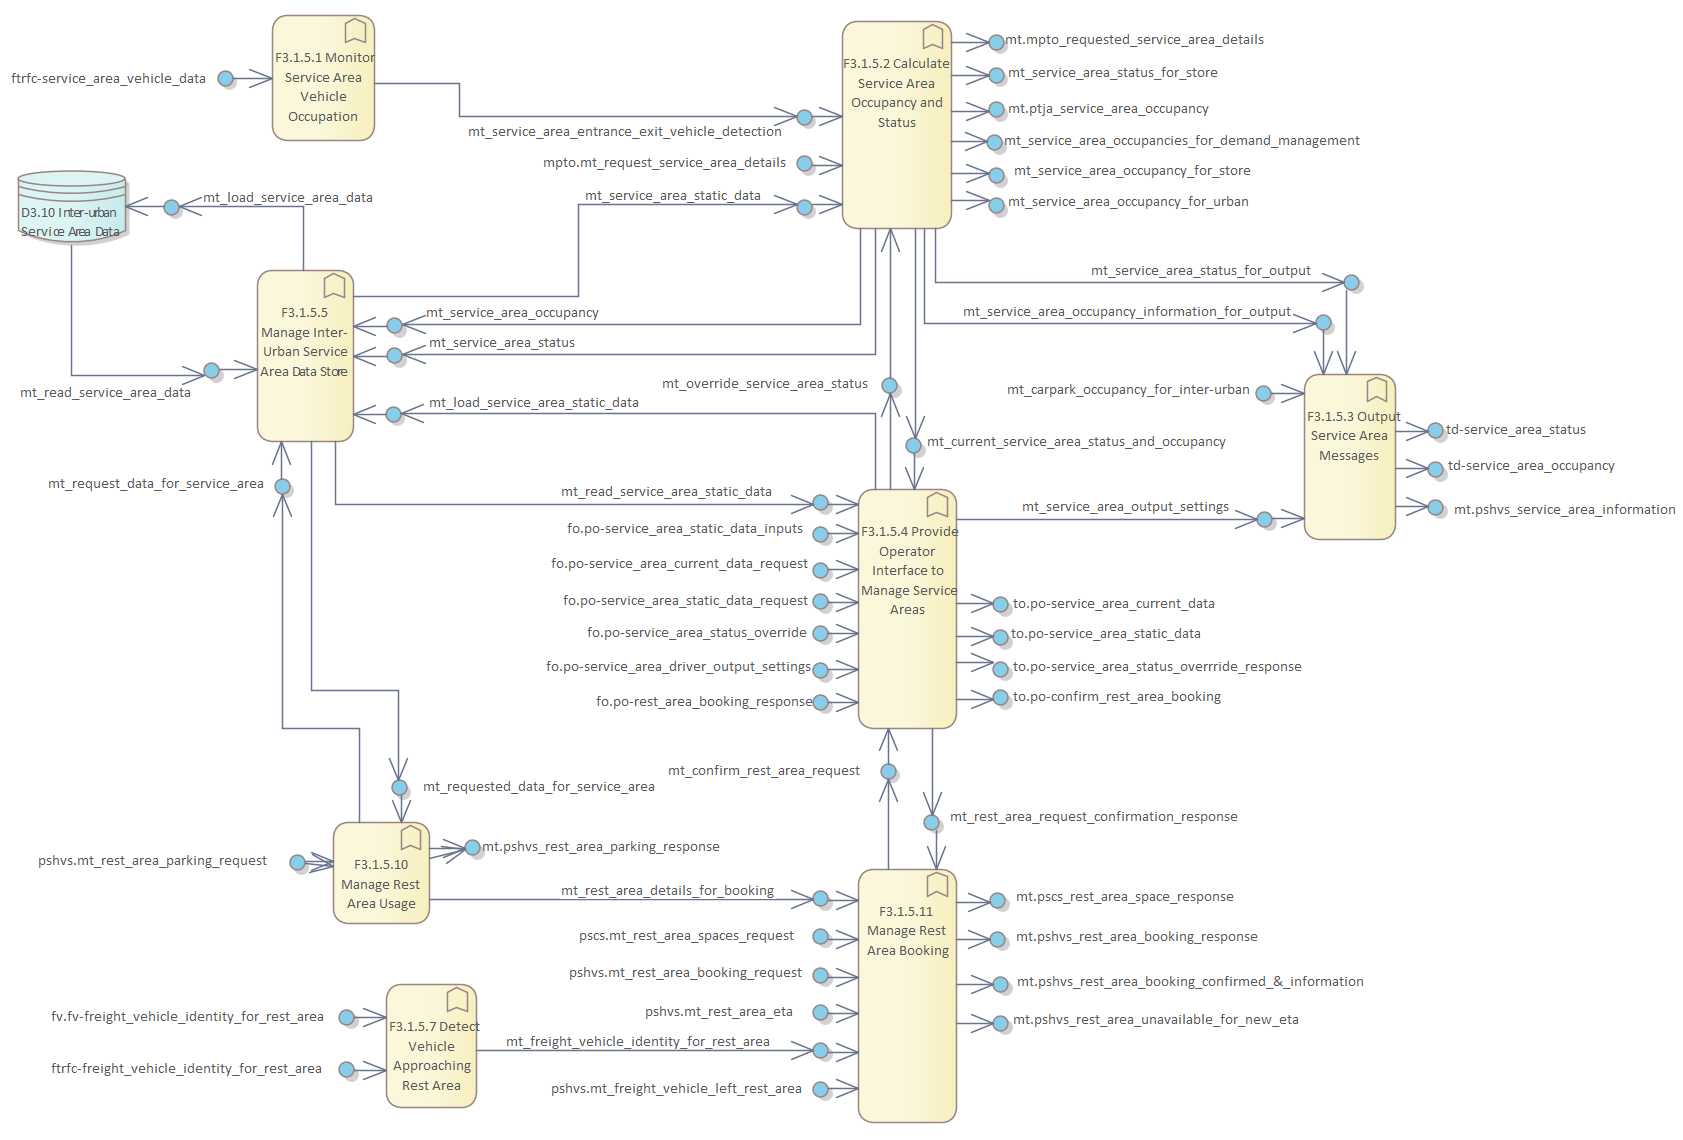 F3.1.5.1 Monitor
Service Area
Vehicle
Occupation
ftrfc-service_area_vehicle_data
F3.1.5.2 Calculate
Service Area
Occupancy and
Status
mt.mpto_requested_service_area_details
mt_service_area_status_for_store
mt.ptja_service_area_occupancy
mt_service_area_occupancies_for_demand_management
mt_service_area_occupancy_for_store
mt_service_area_occupancy_for_urban
mt_service_area_entrance_exit_vehicle_detection
mpto.mt_request_service_area_details
mt_service_area_static_data
mt_load_service_area_data
D3.10 Inter-urban
Service Area Data
mt_service_area_status_for_output
mt_service_area_occupancy_information_for_output
F3.1.5.5
Manage Inter-
Urban Service
Area Data Store
mt_service_area_occupancy
mt_service_area_status
mt_override_service_area_status
mt_read_service_area_data
mt_load_service_area_static_data
mt_carpark_occupancy_for_inter-urban
F3.1.5.3 Output
Service Area
Messages
td-service_area_status
td-service_area_occupancy
mt.pshvs_service_area_information
mt_current_service_area_status_and_occupancy
mt_request_data_for_service_area
mt_read_service_area_static_data
mt_service_area_output_settings
fo.po-service_area_static_data_inputs
fo.po-service_area_current_data_request
fo.po-service_area_static_data_request
fo.po-service_area_status_override
fo.po-service_area_driver_output_settings
fo.po-rest_area_booking_response
F3.1.5.4 Provide
Operator
Interface to
Manage Service
Areas
to.po-service_area_current_data
to.po-service_area_static_data
to.po-service_area_status_overrride_response
to.po-confirm_rest_area_booking
mt_confirm_rest_area_request
mt_requested_data_for_service_area
mt_rest_area_request_confirmation_response
pshvs.mt_rest_area_parking_request
F3.1.5.10
Manage Rest
Area Usage
mt.pshvs_rest_area_parking_response
mt_rest_area_details_for_booking
pscs.mt_rest_area_spaces_request
pshvs.mt_rest_area_booking_request
pshvs.mt_rest_area_eta
mt_freight_vehicle_identity_for_rest_area
pshvs.mt_freight_vehicle_left_rest_area
F3.1.5.11
Manage Rest
Area Booking
mt.pscs_rest_area_space_response
mt.pshvs_rest_area_booking_response
mt.pshvs_rest_area_booking_confirmed_&_information
mt.pshvs_rest_area_unavailable_for_new_eta
fv.fv-freight_vehicle_identity_for_rest_area
ftrfc-freight_vehicle_identity_for_rest_area
F3.1.5.7 Detect
Vehicle
Approaching
Rest Area